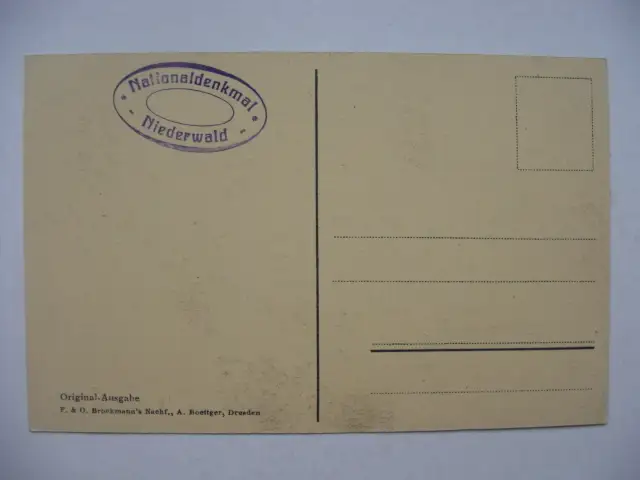 Nationaldenkmal
- Niederwald -
Original-Ausgabe
F. & O. Brockmann's Nachf., A. Boettger, Dresden